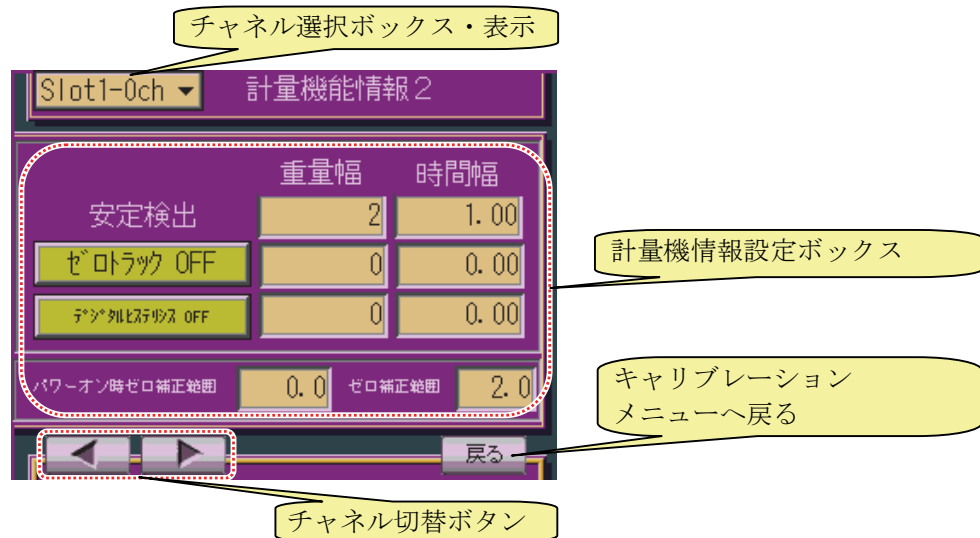 チャネル選択ボックス・表示
Slot1-0ch 計量機能情報2
重量幅 時間幅
安定検出 2 1.00
ｾﾞﾛﾄﾗｯｸ OFF 0 0.00
ﾃﾞｼﾞﾀﾙﾋｽﾃﾘｼｽ OFF 0 0.00
計量機情報設定ボックス
パワーオン時ゼロ補正範囲 0.0 ゼロ補正範囲 2.0
キャリブレーション
メニューへ戻る
戻る
チャネル切替ボタン